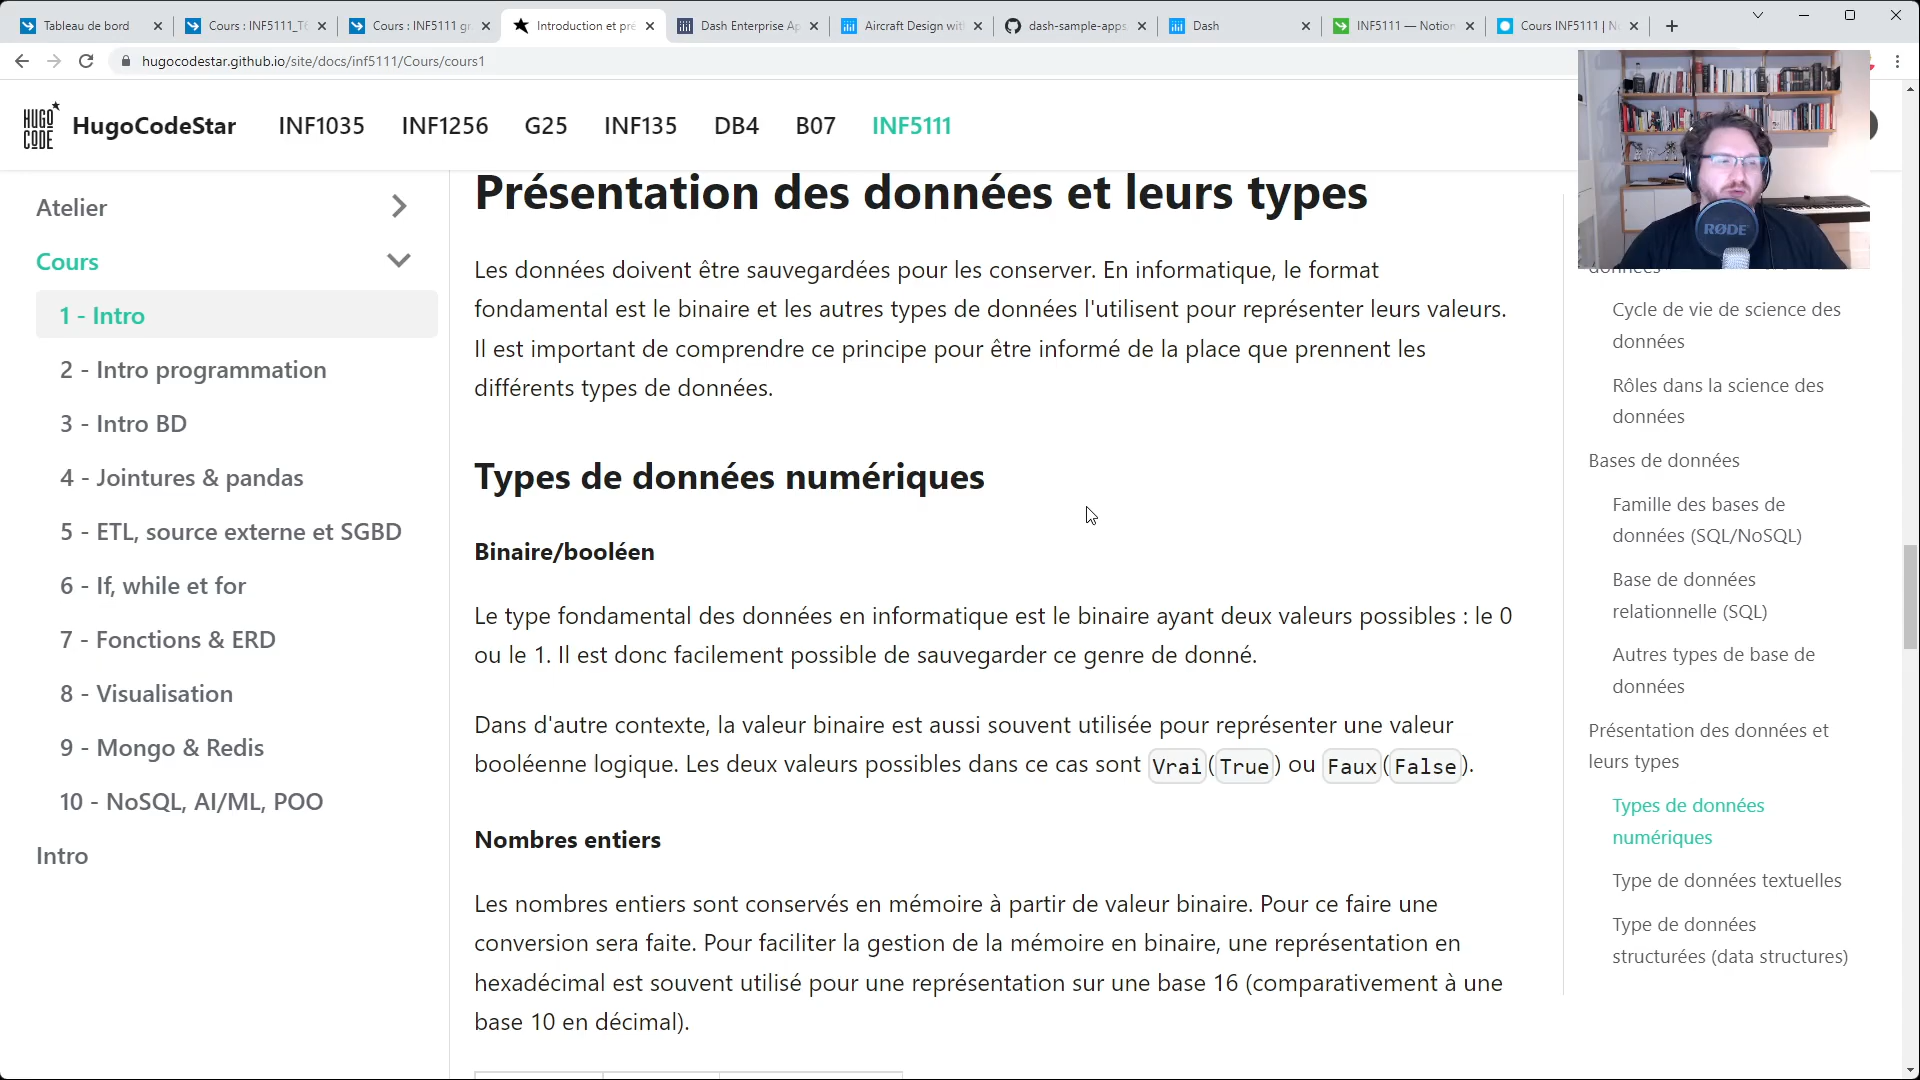 Tableau de bord
Cours : INF5111_T6
Cours : INF5111 gr.
Introduction et pré
Dash Enterprise Ap
Aircraft Design wit
dash-sample-apps
Dash
INF5111 — Notion
Cours INF5111 | N
hugocodestar.github.io/site/docs/inf5111/Cours/cours1
HUGO CODE
HugoCodeStar
INF1035
INF1256
G25
INF135
DB4
B07
INF5111
Atelier
Cours
1 - Intro
2 - Intro programmation
3 - Intro BD
4 - Jointures & pandas
5 - ETL, source externe et SGBD
6 - If, while et for
7 - Fonctions & ERD
8 - Visualisation
9 - Mongo & Redis
10 - NoSQL, AI/ML, POO
Intro
Présentation des données et leurs types
Les données doivent être sauvegardées pour les conserver. En informatique, le format
fondamental est le binaire et les autres types de données l'utilisent pour représenter leurs valeurs.
Il est important de comprendre ce principe pour être informé de la place que prennent les
différents types de données.
Types de données numériques
Binaire/booléen
Le type fondamental des données en informatique est le binaire ayant deux valeurs possibles : le 0
ou le 1. Il est donc facilement possible de sauvegarder ce genre de donné.
Dans d'autre contexte, la valeur binaire est aussi souvent utilisée pour représenter une valeur
booléenne logique. Les deux valeurs possibles dans ce cas sont Vrai(True) ou Faux(False).
Nombres entiers
Les nombres entiers sont conservés en mémoire à partir de valeur binaire. Pour ce faire une
conversion sera faite. Pour faciliter la gestion de la mémoire en binaire, une représentation en
hexadécimal est souvent utilisé pour une représentation sur une base 16 (comparativement à une
base 10 en décimal).
RØDE
données
Cycle de vie de science des
données
Rôles dans la science des
données
Bases de données
Famille des bases de
données (SQL/NoSQL)
Base de données
relationnelle (SQL)
Autres types de base de
données
Présentation des données et
leurs types
Types de données
numériques
Type de données textuelles
Type de données
structurées (data structures)